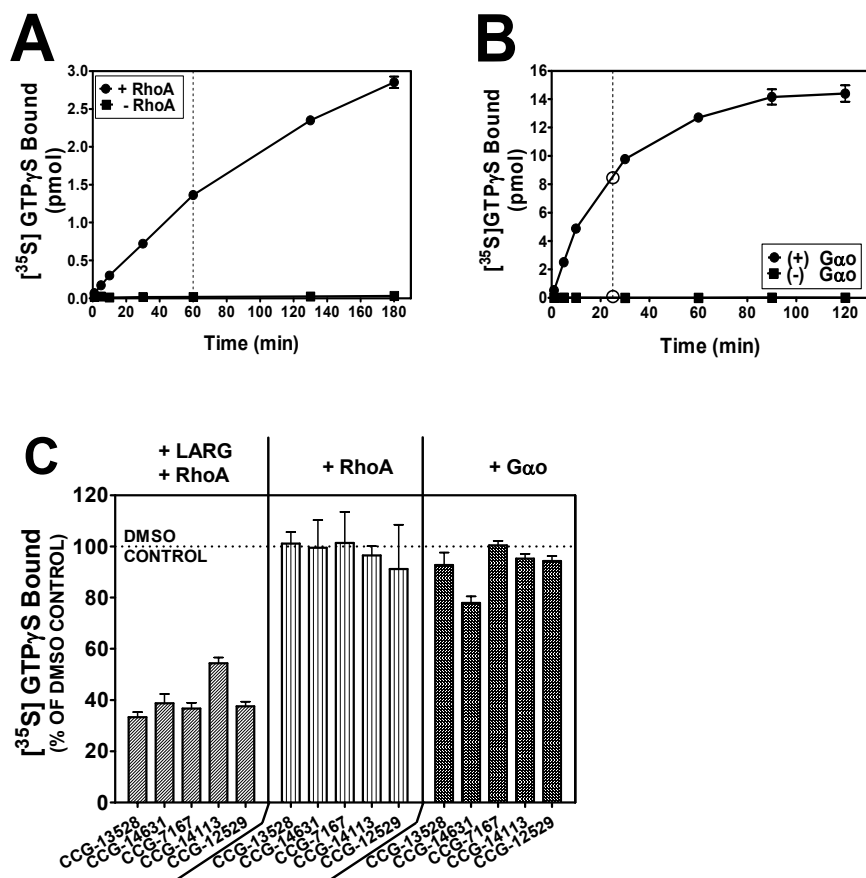 A
[³⁵S] GTPγS Bound
(pmol)
3.0
2.5
2.0
1.5
1.0
0.5
0.0
+ RhoA
- RhoA
0 20 40 60 80 100 120 140 160 180
Time (min)
B
[³⁵S]GTPγS Bound
(pmol)
16
14
12
10
8
6
4
2
0
(+) Gαo
(-) Gαo
0 20 40 60 80 100 120
Time (min)
C
+ LARG
+ RhoA
+ RhoA
+ Gαo
[³⁵S] GTPγS Bound
(% OF DMSO CONTROL)
120
100
80
60
40
20
0
DMSO
CONTROL
CCG-13528
CCG-14631
CCG-7167
CCG-14113
CCG-12529
CCG-13528
CCG-14631
CCG-7167
CCG-14113
CCG-12529
CCG-13528
CCG-14631
CCG-7167
CCG-14113
CCG-12529